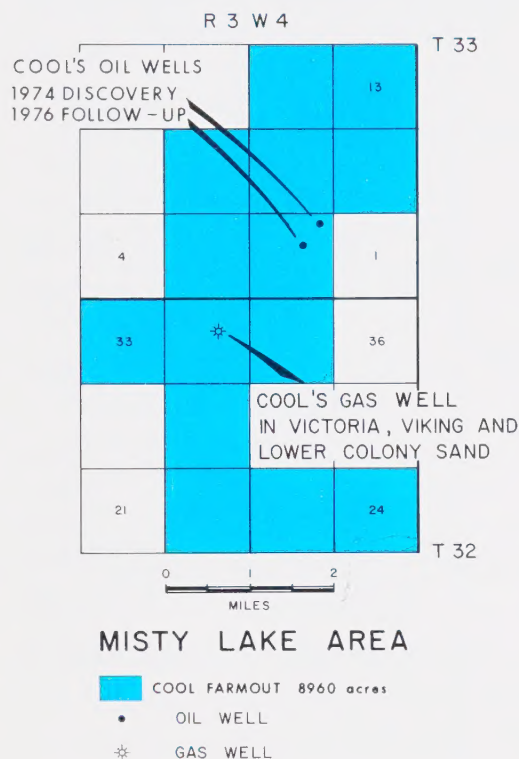 R 3 W 4
T 33
COOL'S OIL WELLS
1974 DISCOVERY
1976 FOLLOW-UP
13
4
1
33
36
COOL'S GAS WELL
IN VICTORIA, VIKING AND
LOWER COLONY SAND
21
24
T 32
0 1 2
MILES
MISTY LAKE AREA
COOL FARMOUT 8960 acres
OIL WELL
GAS WELL